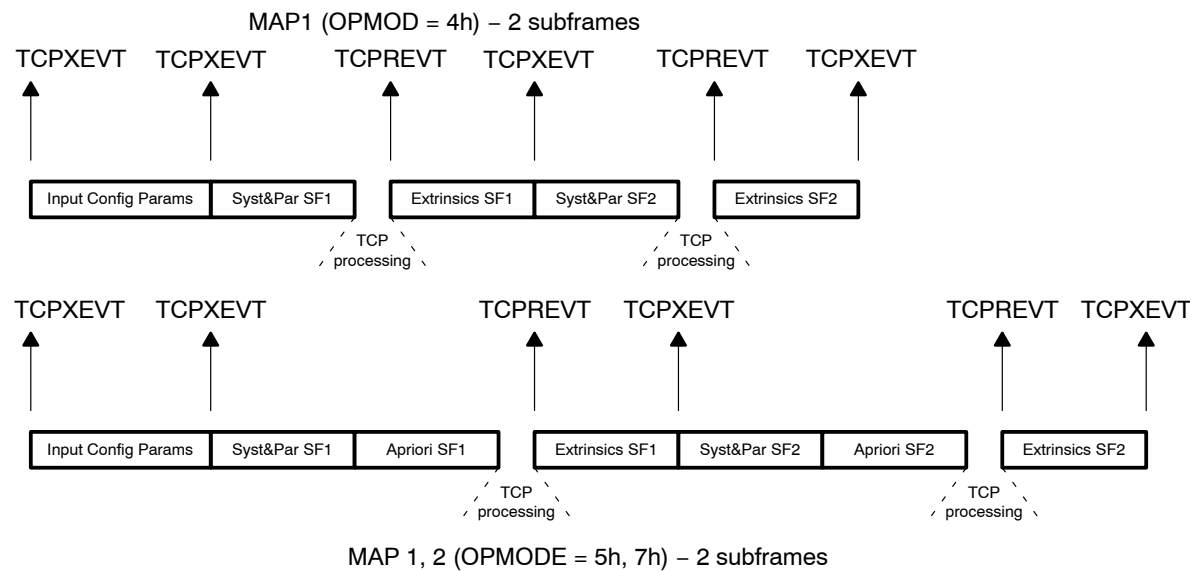 MAP1 (OPMOD = 4h) − 2 subframes
TCPXEVT TCPXEVT TCPREVT TCPXEVT TCPREVT TCPXEVT
Input Config Params Syst&Par SF1 Extrinsics SF1 Syst&Par SF2 Extrinsics SF2
TCP
processing
TCP
processing
TCPXEVT TCPXEVT TCPREVT TCPXEVT TCPREVT TCPXEVT
Input Config Params Syst&Par SF1 Apriori SF1 Extrinsics SF1 Syst&Par SF2 Apriori SF2 Extrinsics SF2
TCP
processing
TCP
processing
MAP 1, 2 (OPMODE = 5h, 7h) − 2 subframes